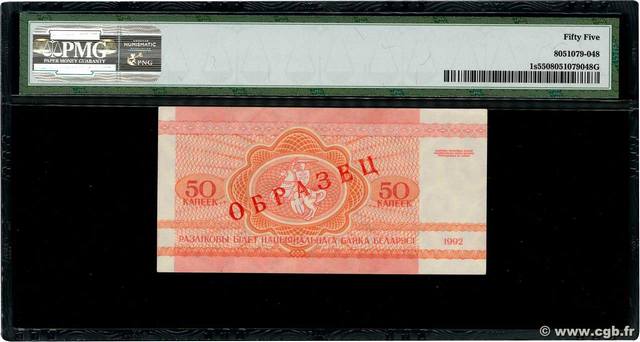 PMG
PAPER MONEY GUARANTY
NUMISMATIC
PNG
Fifty Five
8051079-048
1s5508051079048G
50
КАПЕЕК
ОБРАЗЕЦ
50
КАПЕЕК
РАЗЛІКОВЫ БІЛЕТ НАЦЫЯНАЛЬНАГА БАНКА БЕЛАРУСІ
1992
© www.cgb.fr